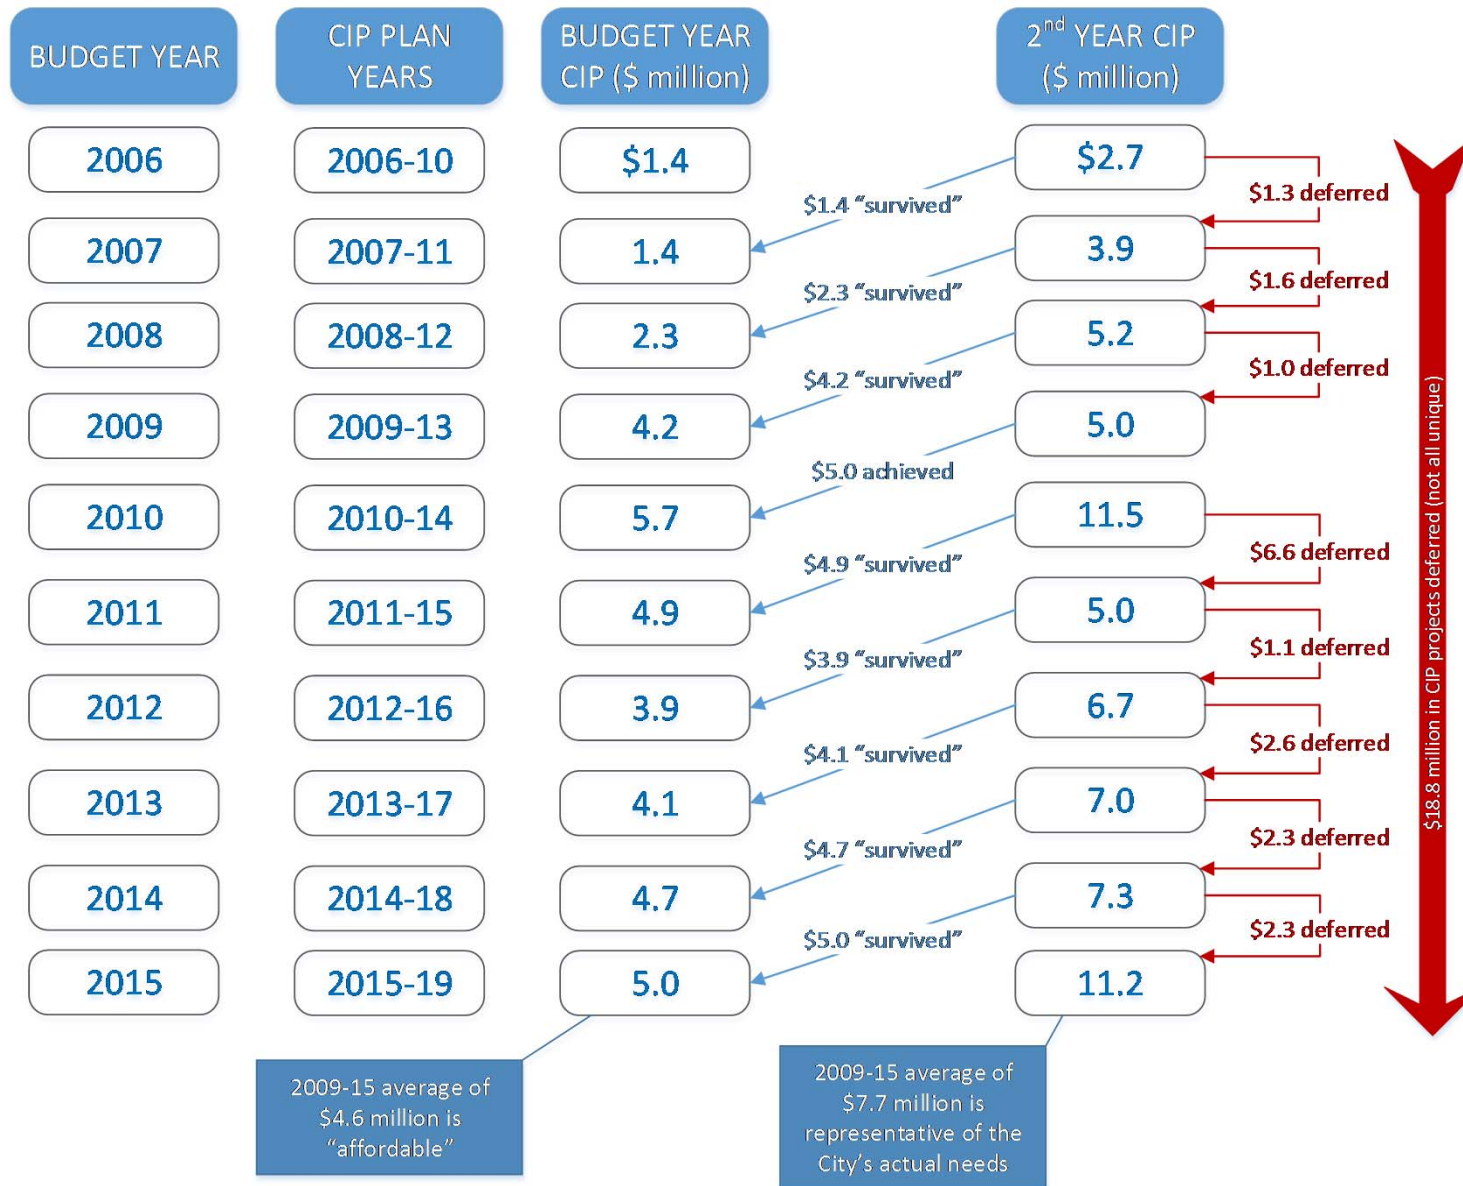 BUDGET YEAR
CIP PLAN
YEARS
BUDGET YEAR
CIP ($ million)
2nd YEAR CIP
($ million)
2006
2006-10
$1.4
$2.7
$1.3 deferred
$1.4 “survived”
2007
2007-11
1.4
3.9
$1.6 deferred
$2.3 “survived”
2008
2008-12
2.3
5.2
$1.0 deferred
$4.2 “survived”
2009
2009-13
4.2
5.0
$5.0 achieved
2010
2010-14
5.7
11.5
$6.6 deferred
$4.9 “survived”
2011
2011-15
4.9
5.0
$1.1 deferred
$3.9 “survived”
2012
2012-16
3.9
6.7
$2.6 deferred
$4.1 “survived”
2013
2013-17
4.1
7.0
$2.3 deferred
$4.7 “survived”
2014
2014-18
4.7
7.3
$2.3 deferred
$5.0 “survived”
2015
2015-19
5.0
11.2
$18.8 million in CIP projects deferred (not all unique)
2009-15 average of
$4.6 million is
“affordable”
2009-15 average of
$7.7 million is
representative of the
City’s actual needs